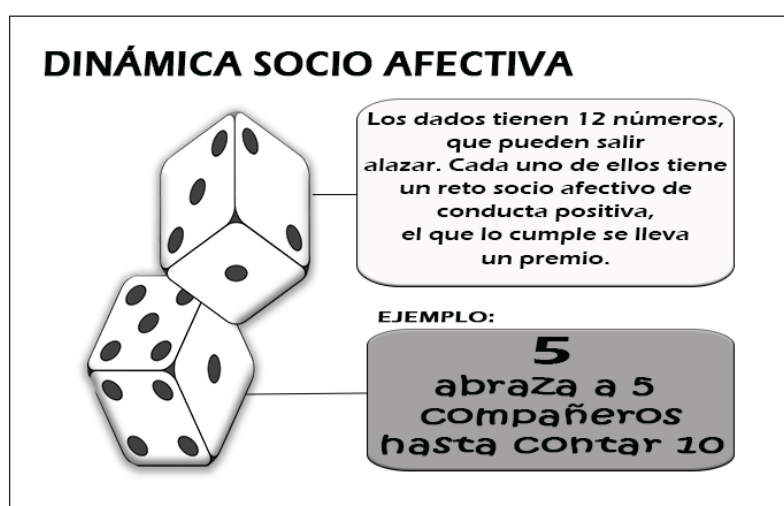 DINÁMICA SOCIO AFECTIVA
Los dados tienen 12 números,
que pueden salir
alazar. Cada uno de ellos tiene
un reto socio afectivo de
conducta positiva,
el que lo cumple se lleva
un premio.
EJEMPLO:
5
abraza a 5
compañeros
hasta contar 10